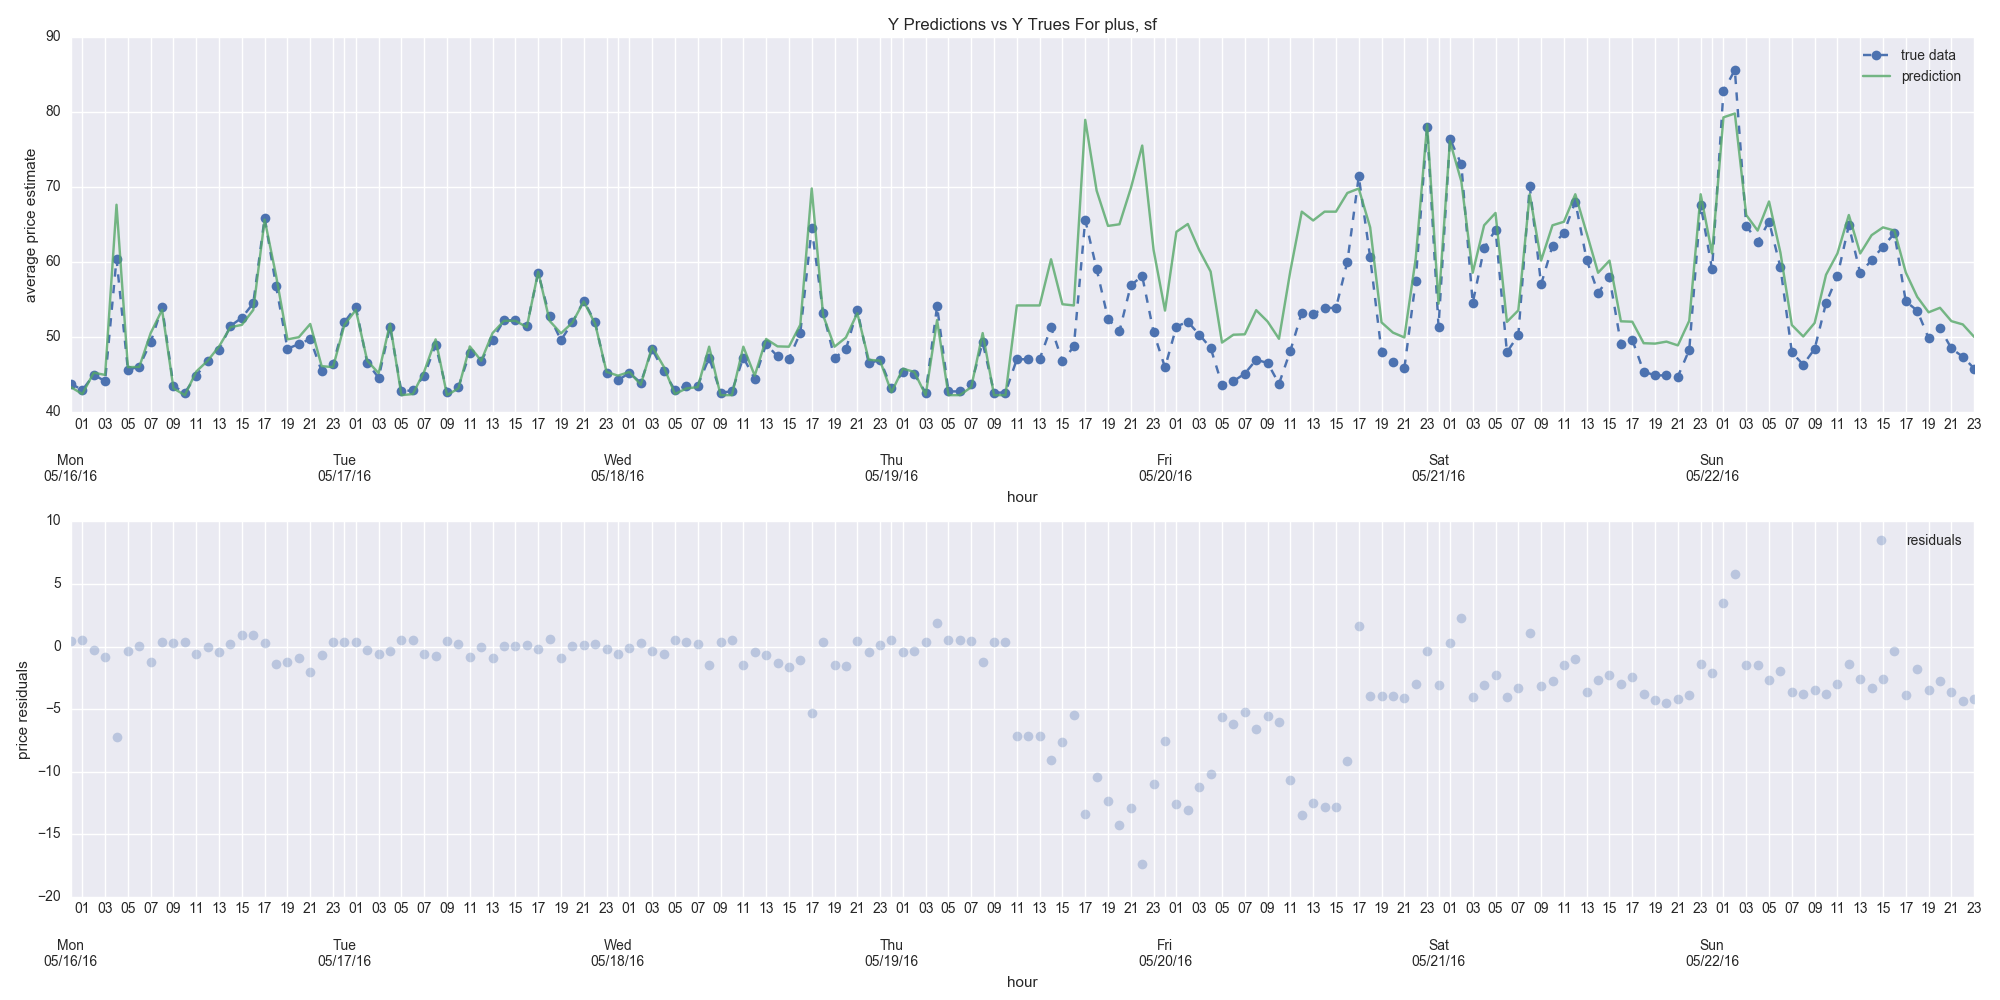 Y Predictions vs Y Trues For plus, sf
90
80
70
60
50
40
average price estimate
true data
prediction
01 03 05 07 09 11 13 15 17 19 21 23 01 03 05 07 09 11 13 15 17 19 21 23 01 03 05 07 09 11 13 15 17 19 21 23 01 03 05 07 09 11 13 15 17 19 21 23 01 03 05 07 09 11 13 15 17 19 21 23 01 03 05 07 09 11 13 15 17 19 21 23 01 03 05 07 09 11 13 15 17 19 21 23
Mon Tue Wed Thu Fri Sat Sun
05/16/16 05/17/16 05/18/16 05/19/16 05/20/16 05/21/16 05/22/16
hour
10
5
0
−5
−10
−15
−20
price residuals
residuals
01 03 05 07 09 11 13 15 17 19 21 23 01 03 05 07 09 11 13 15 17 19 21 23 01 03 05 07 09 11 13 15 17 19 21 23 01 03 05 07 09 11 13 15 17 19 21 23 01 03 05 07 09 11 13 15 17 19 21 23 01 03 05 07 09 11 13 15 17 19 21 23 01 03 05 07 09 11 13 15 17 19 21 23
Mon Tue Wed Thu Fri Sat Sun
05/16/16 05/17/16 05/18/16 05/19/16 05/20/16 05/21/16 05/22/16
hour